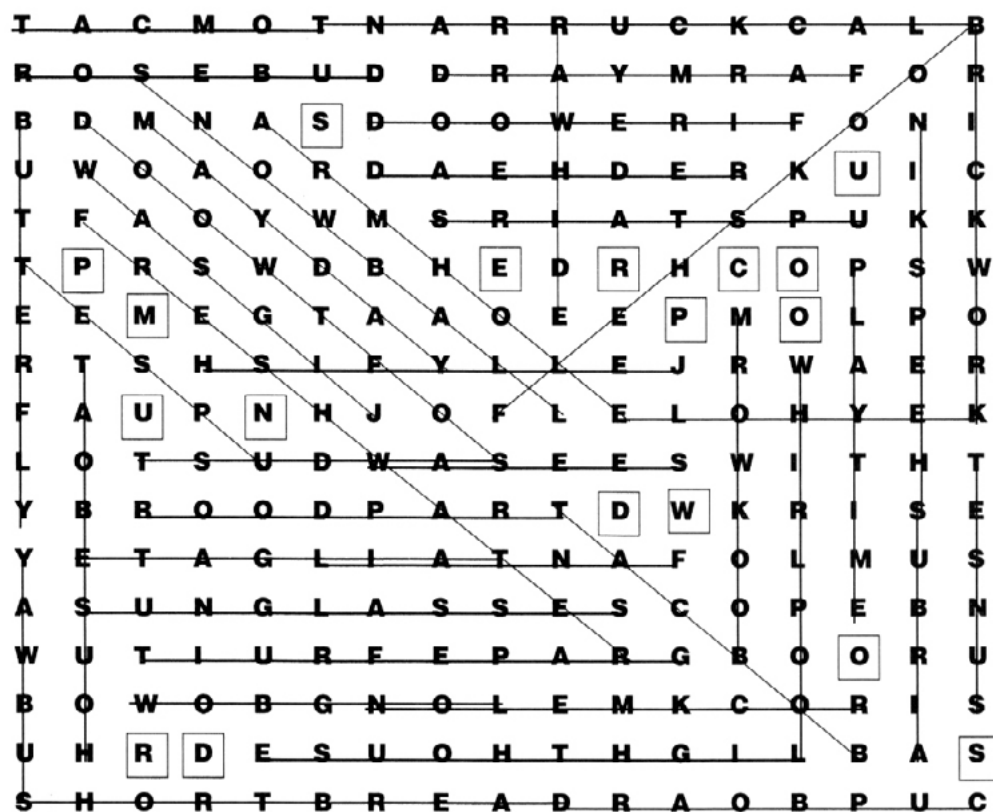 T A C M O T N A R R U C K C A L B
R O S E B U D D R A Y M R A F O R
B D M N A S D O O W E R I F O N I
U W O A O R D A E H D E R K U I C
T F A O Y W M S R I A T S P U K K
T P R S W D B H E D R H C O P S W
E E M E G T A A O E E P M O L P O
R T S H S I F Y L L E J R W A E R
F A U P N H J O F L E L O H Y E K
L O T S U D W A S E E S W I T H T
Y B R O O D P A R T D W K R I S E
Y E T A G L I A T N A F O L M U S
A S U N G L A S S E S C O P E B N
W U T I U R F E P A R G B O O R U
B O W O B G N O L E M K C O R I S
U H R D E S U O H T H G I L B A S
S H O R T B R E A D R A O B P U C